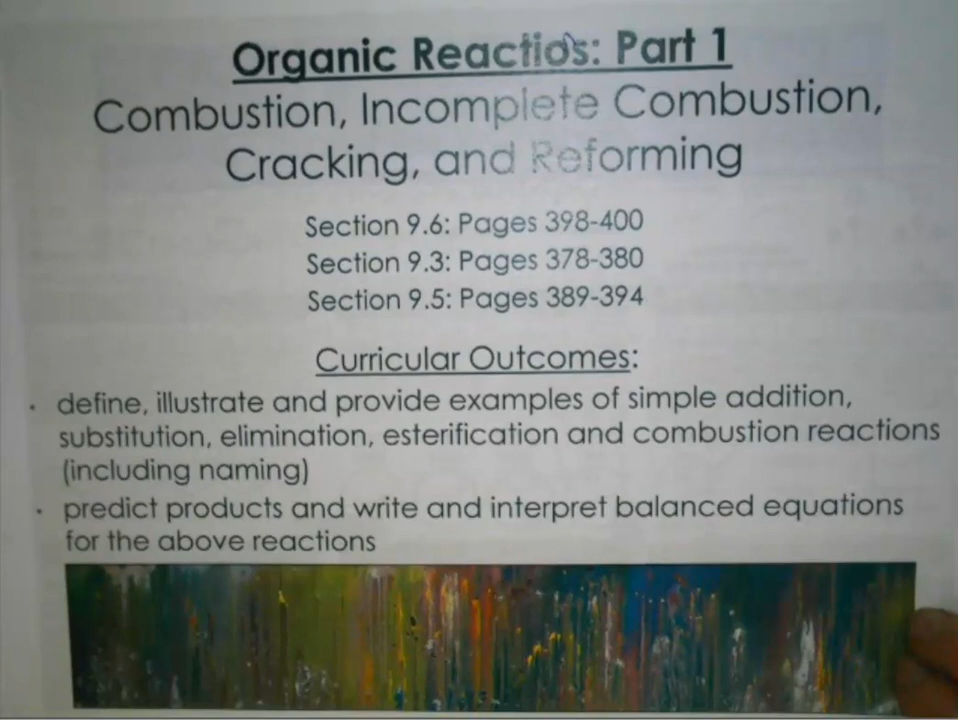 Organic Reactios: Part 1
Combustion, Incomplete Combustion,
Cracking, and Reforming
Section 9.6: Pages 398-400
Section 9.3: Pages 378-380
Section 9.5: Pages 389-394
Curricular Outcomes:
· define, illustrate and provide examples of simple addition,
substitution, elimination, esterification and combustion reactions
(including naming)
· predict products and write and interpret balanced equations
for the above reactions